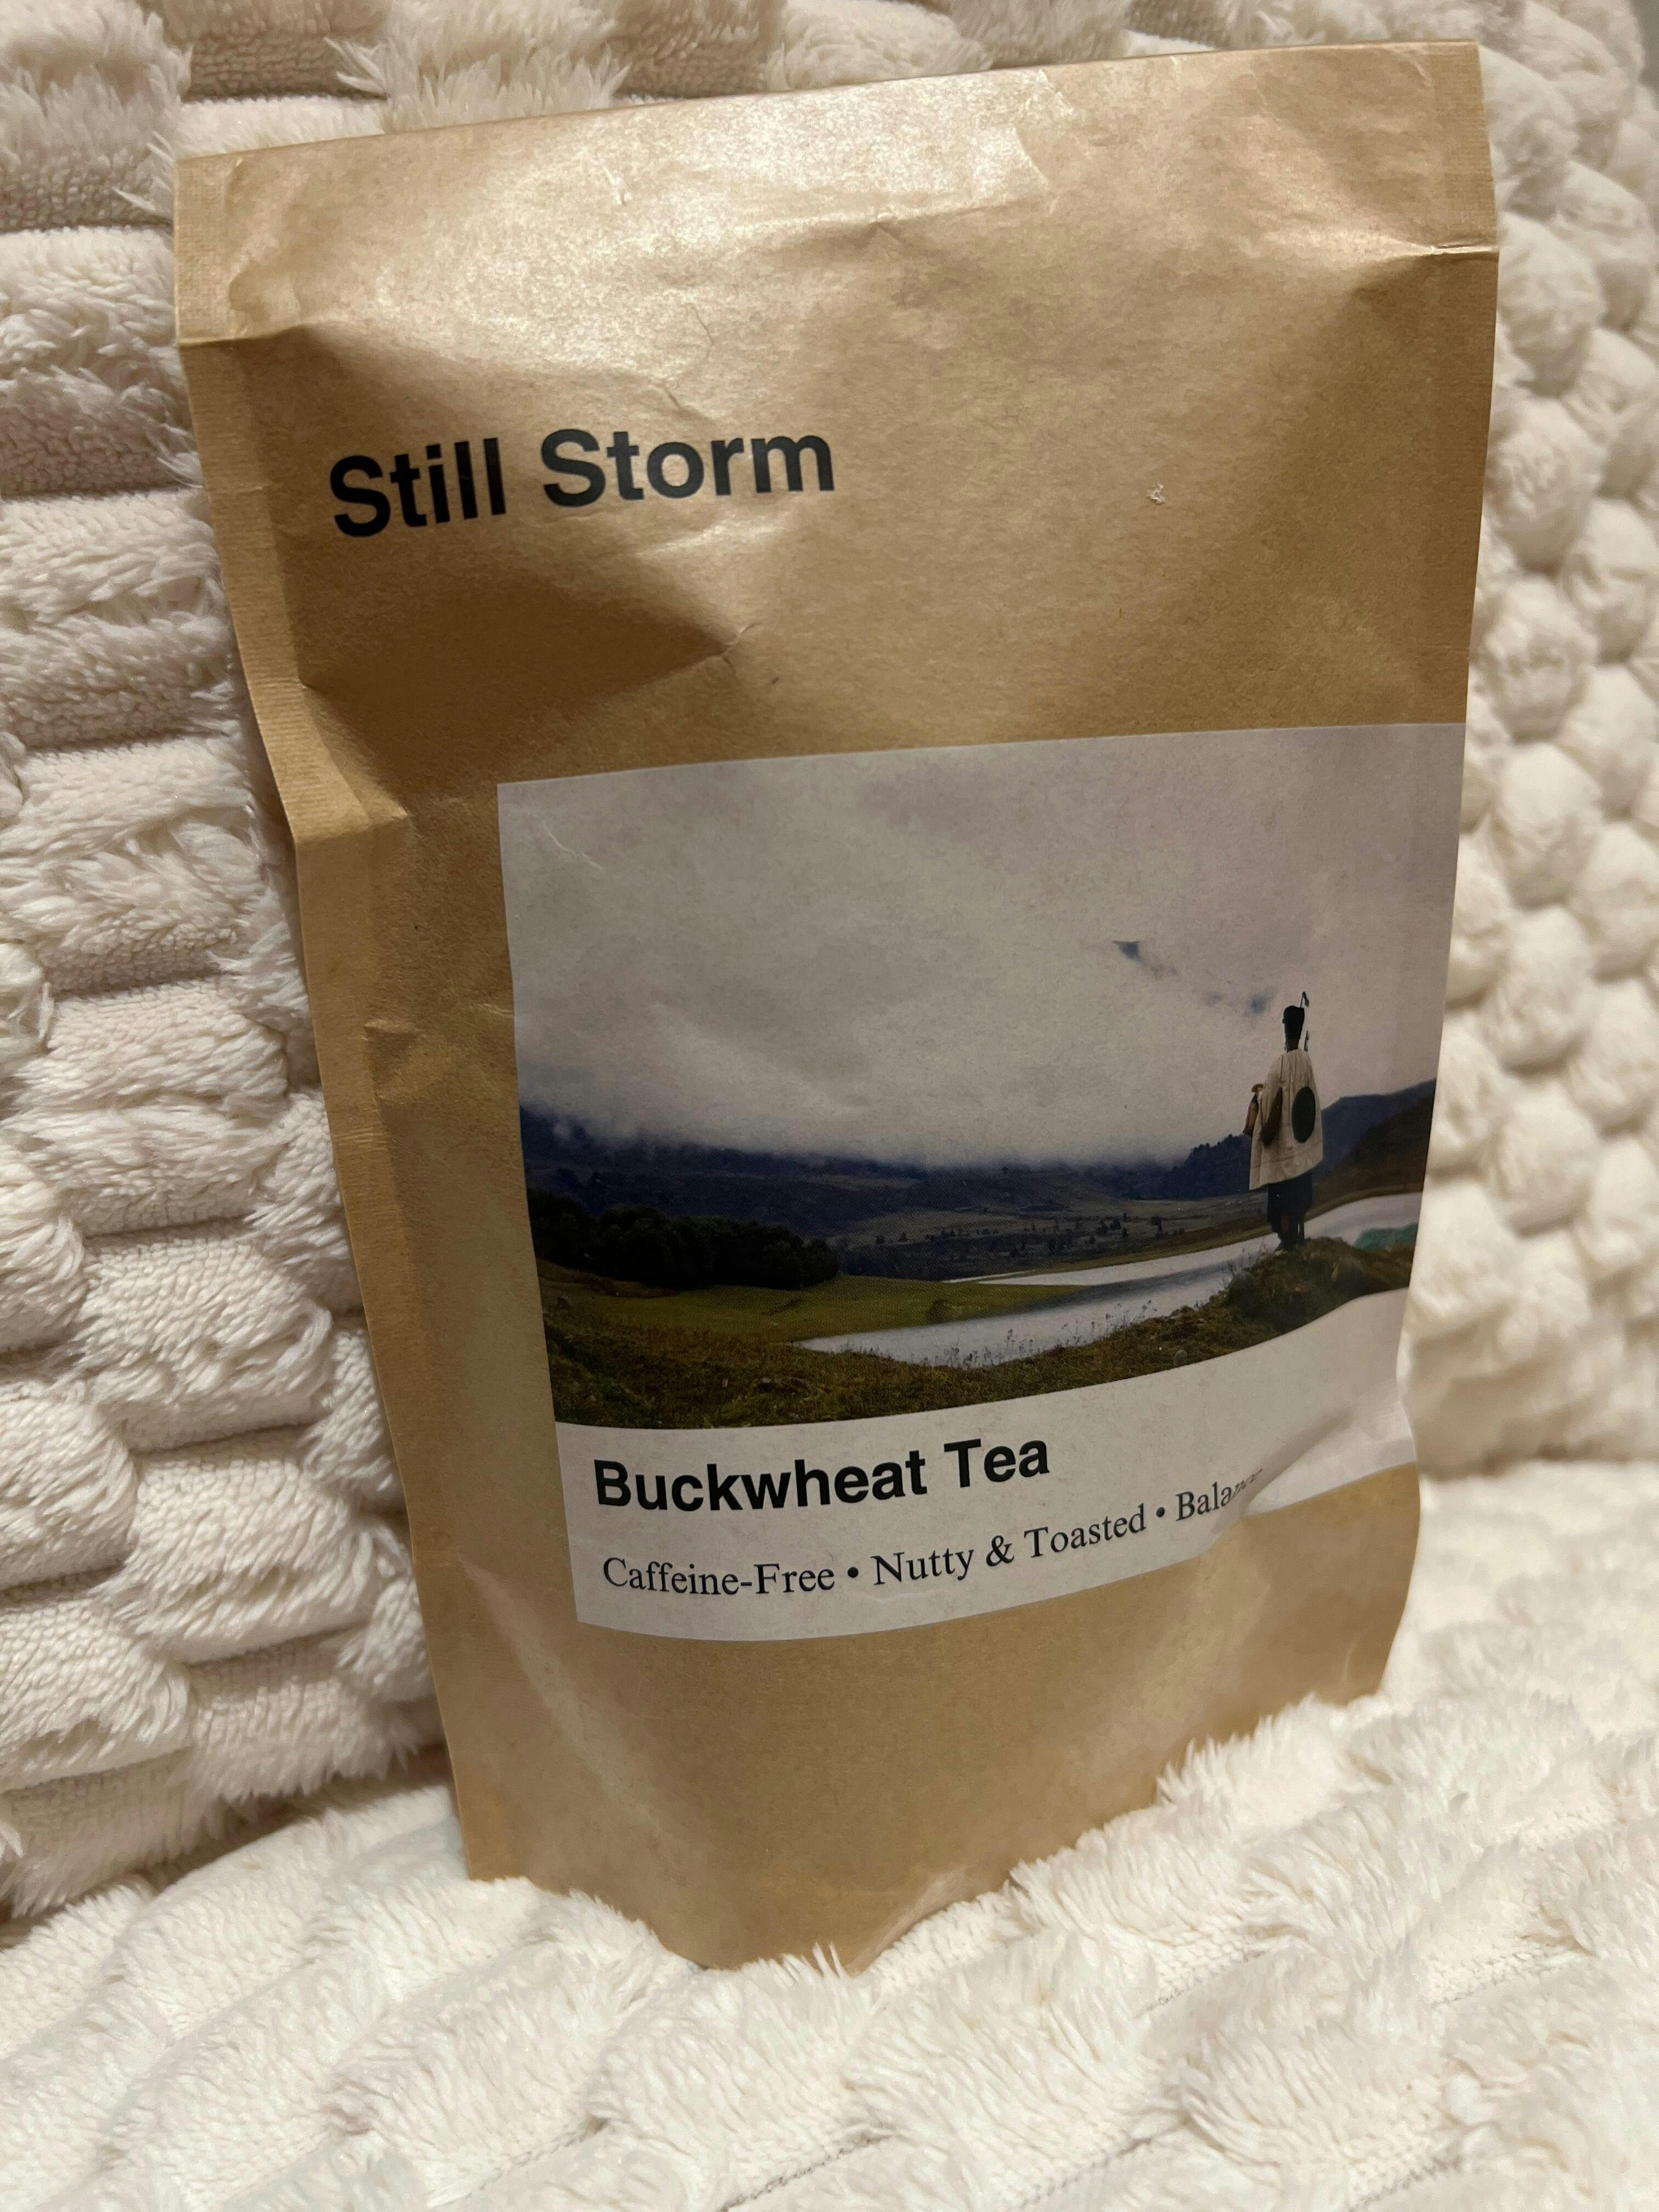 Still Storm
Buckwheat Tea
Caffeine-Free • Nutty & Toasted •